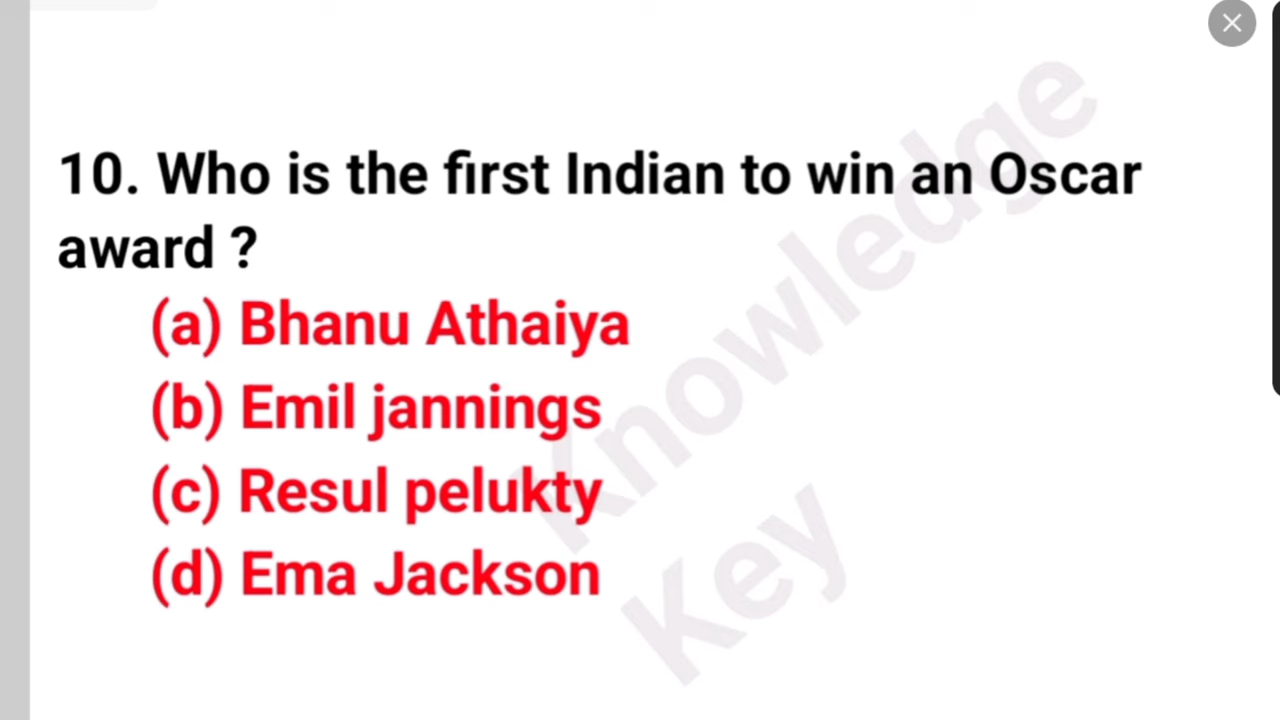 10. Who is the first Indian to win an Oscar
award ?
(a) Bhanu Athaiya
(b) Emil jannings
(c) Resul pelukty
(d) Ema Jackson
Knowledge
Key